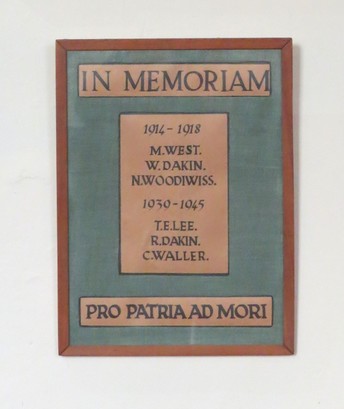 IN MEMORIAM
1914-1918
M.WEST.
W.DAKIN.
N.WOODIWISS.
1939-1945
T.E.LEE.
R.DAKIN.
C.WALLER.
PRO PATRIA AD MORI